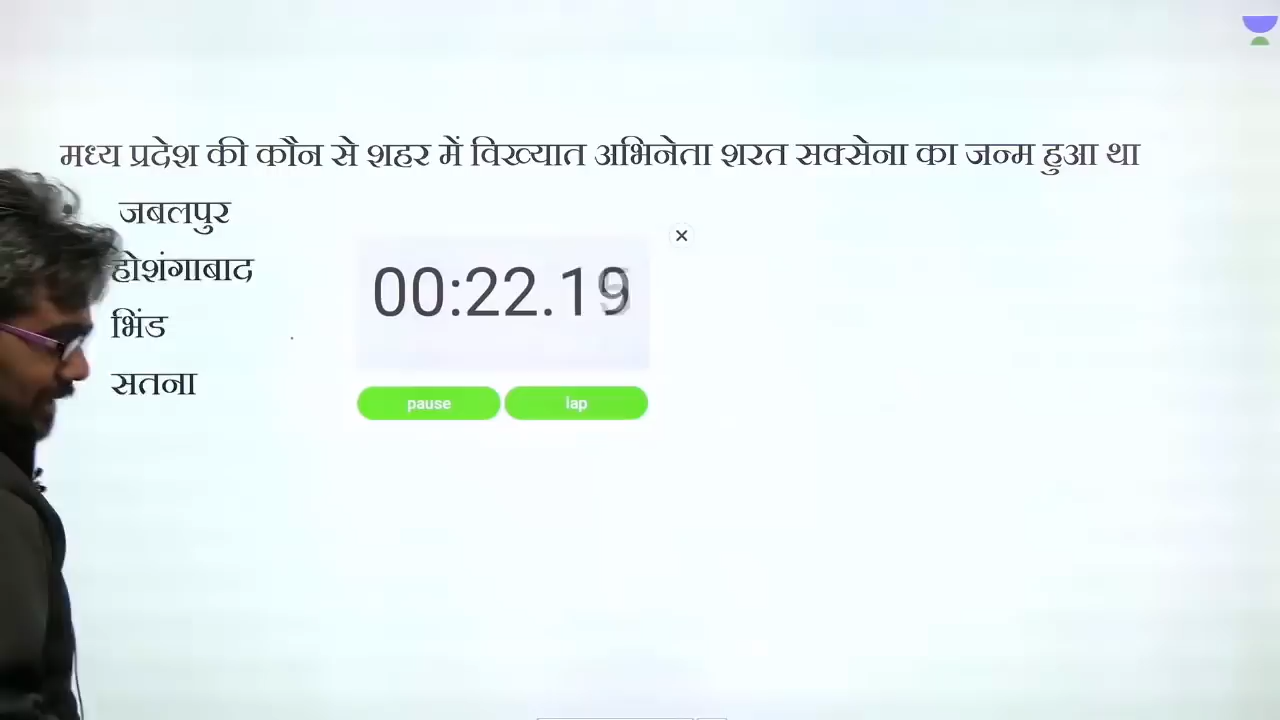 मध्य प्रदेश की कौन से शहर में विख्यात अभिनेता शरत सक्सेना का जन्म हुआ था
जबलपुर
होशंगाबाद
भिंड
सतना
00:22.19
pause lap